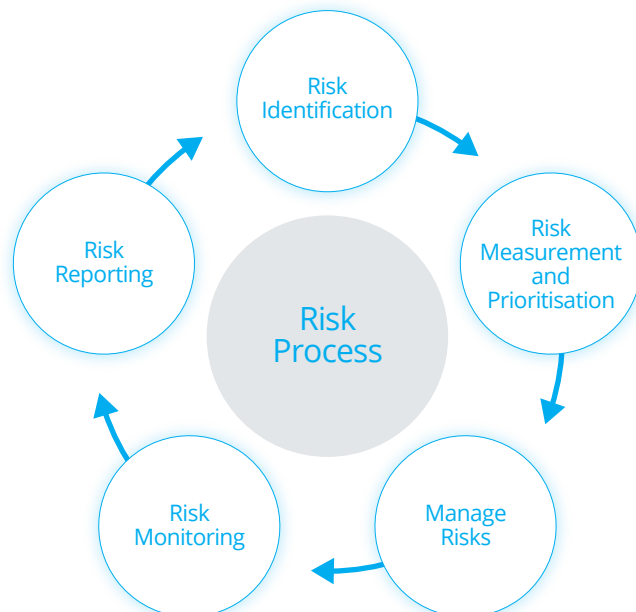 Risk
Identification
Risk
Measurement
and
Prioritisation
Manage
Risks
Risk
Monitoring
Risk
Reporting
Risk
Process